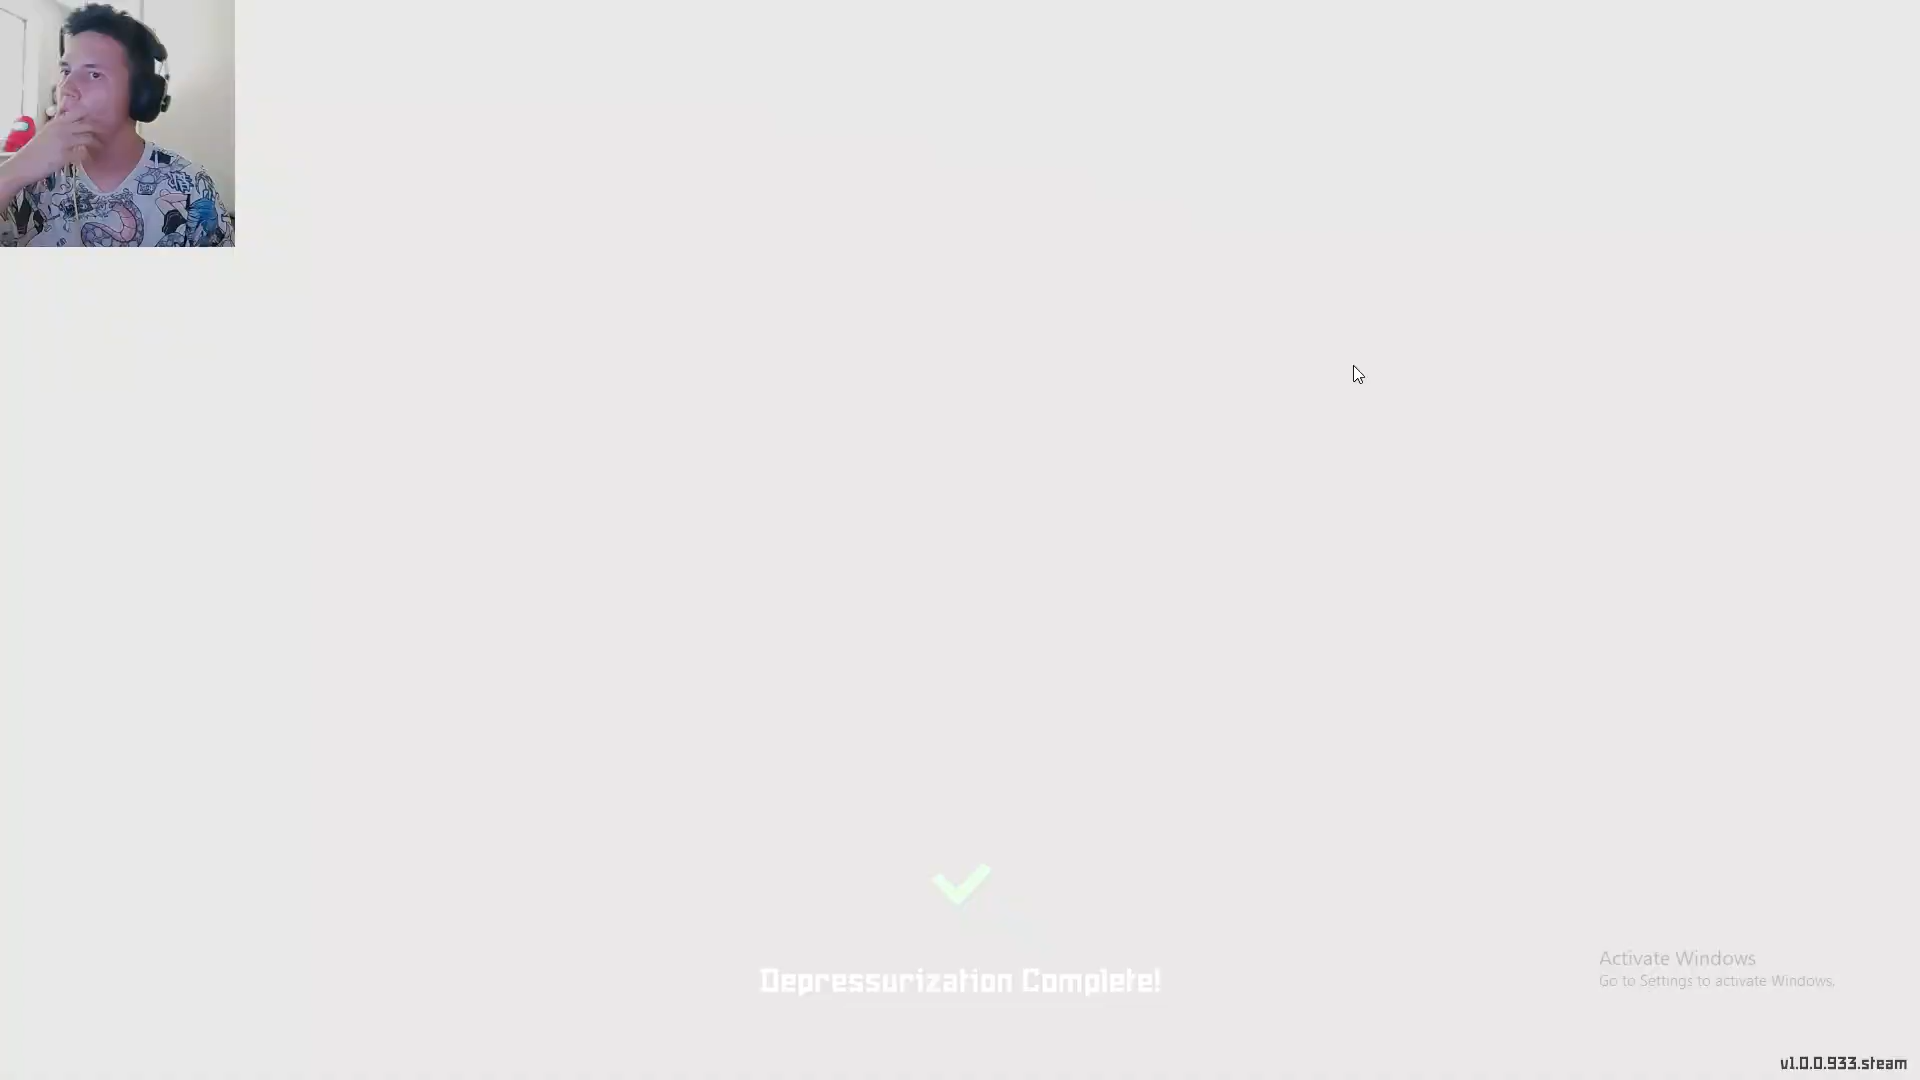 Depressurization Complete!
Activate Windows
Go to Settings to activate Windows.
v1.0.0.933.steam